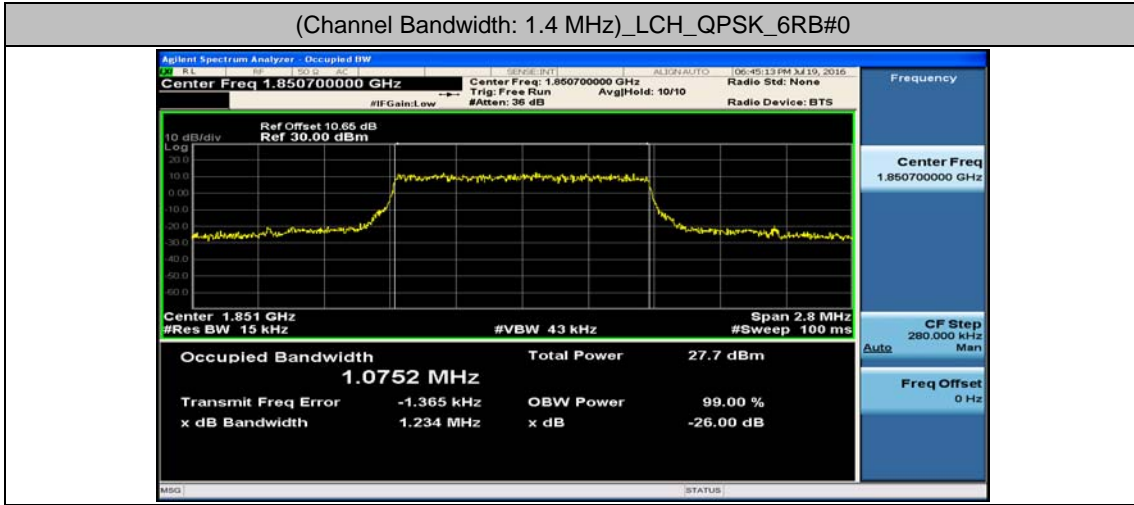 (Channel Bandwidth: 1.4 MHz)_LCH_QPSK_6RB#0
Agilent Spectrum Analyzer - Occupied BW
RL RF 50 Ω AC SENSE:INT ALIGN AUTO 06:45:13 PM Jul 19, 2016
Center Freq 1.850700000 GHz
Center Freq: 1.850700000 GHz
Radio Std: None
Trig: Free Run Avg|Hold: 10/10
#IFGain:Low #Atten: 36 dB Radio Device: BTS
Ref Offset 10.65 dB
10 dB/div Ref 30.00 dBm
Log
20.0
10.0
0.00
-10.0
-20.0
-30.0
-40.0
-50.0
-60.0
Center 1.851 GHz Span 2.8 MHz
#Res BW 15 kHz #VBW 43 kHz #Sweep 100 ms
Occupied Bandwidth Total Power 27.7 dBm
1.0752 MHz
Transmit Freq Error -1.365 kHz OBW Power 99.00 %
x dB Bandwidth 1.234 MHz x dB -26.00 dB
MSG STATUS
Frequency
Center Freq
1.850700000 GHz
CF Step
280.000 kHz
Auto Man
Freq Offset
0 Hz